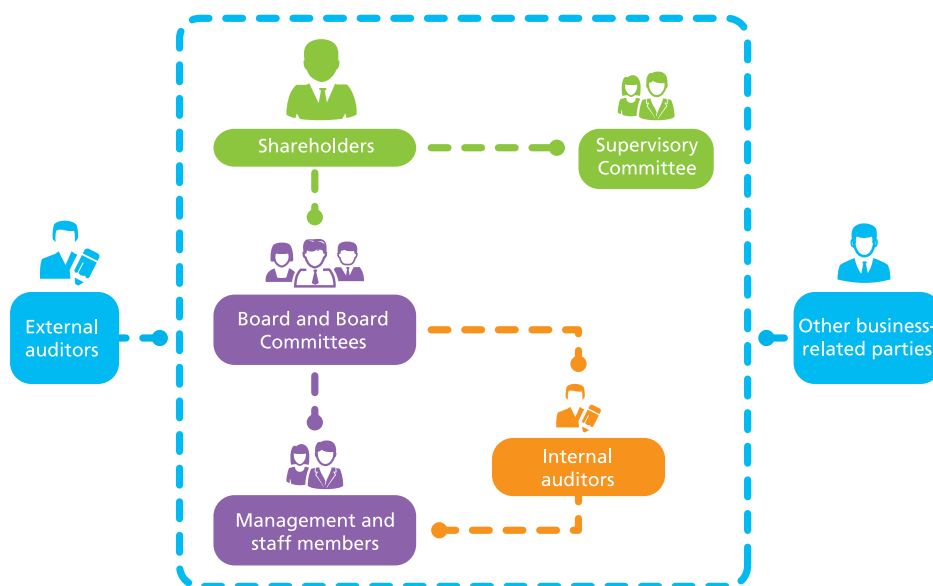 Shareholders
Supervisory
Committee
External
auditors
Board and Board
Committees
Other business-
related parties
Internal
auditors
Management and
staff members